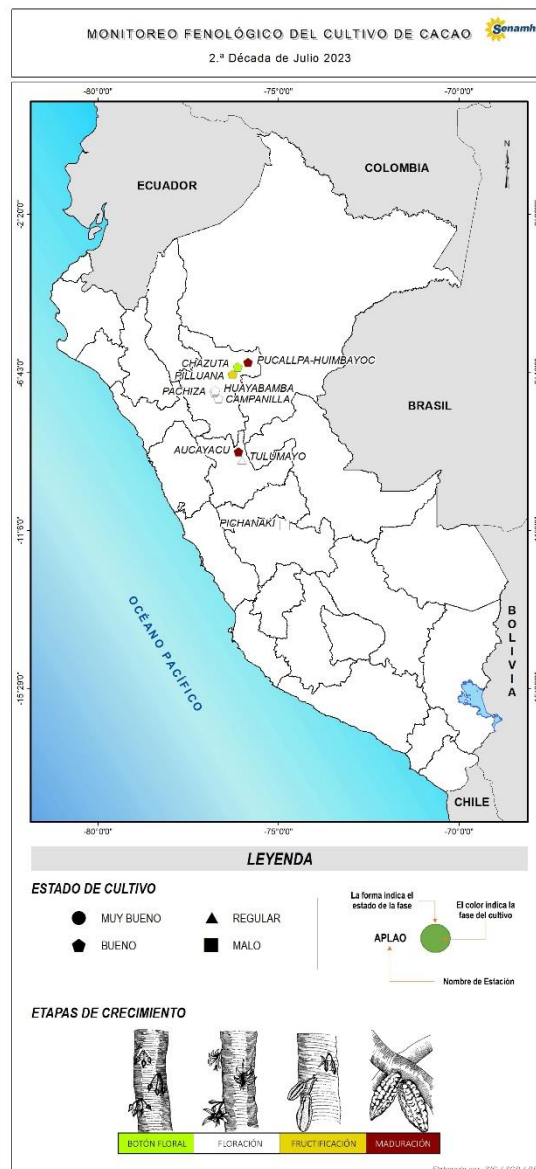 MONITOREO FENOLÓGICO DEL CULTIVO DE CACAO
Senamhi
2.ª Década de Julio 2023
-80°0'0" -75°0'0" -70°0'0"
N
COLOMBIA
ECUADOR
-2°20'0"
CHAZUTA
PUCALLPA-HUIMBAYOC
-6°43'0"
PILLUANA
PACHIZA
HUAYABAMBA
CAMPANILLA
BRASIL
AUCAYACU
TULUMAYO
PICHANAKI
-11°6'0"
OCÉANO PACÍFICO
BOLIVIA
-15°29'0"
CHILE
-80°0'0" -75°0'0" -70°0'0"
LEYENDA
ESTADO DE CULTIVO
MUY BUENO
REGULAR
BUENO
MALO
La forma indica el
estado de la fase
El color indica la
fase del cultivo
APLAO
Nombre de Estación
ETAPAS DE CRECIMIENTO
BOTÓN FLORAL
FLORACIÓN
FRUCTIFICACIÓN
MADURACIÓN